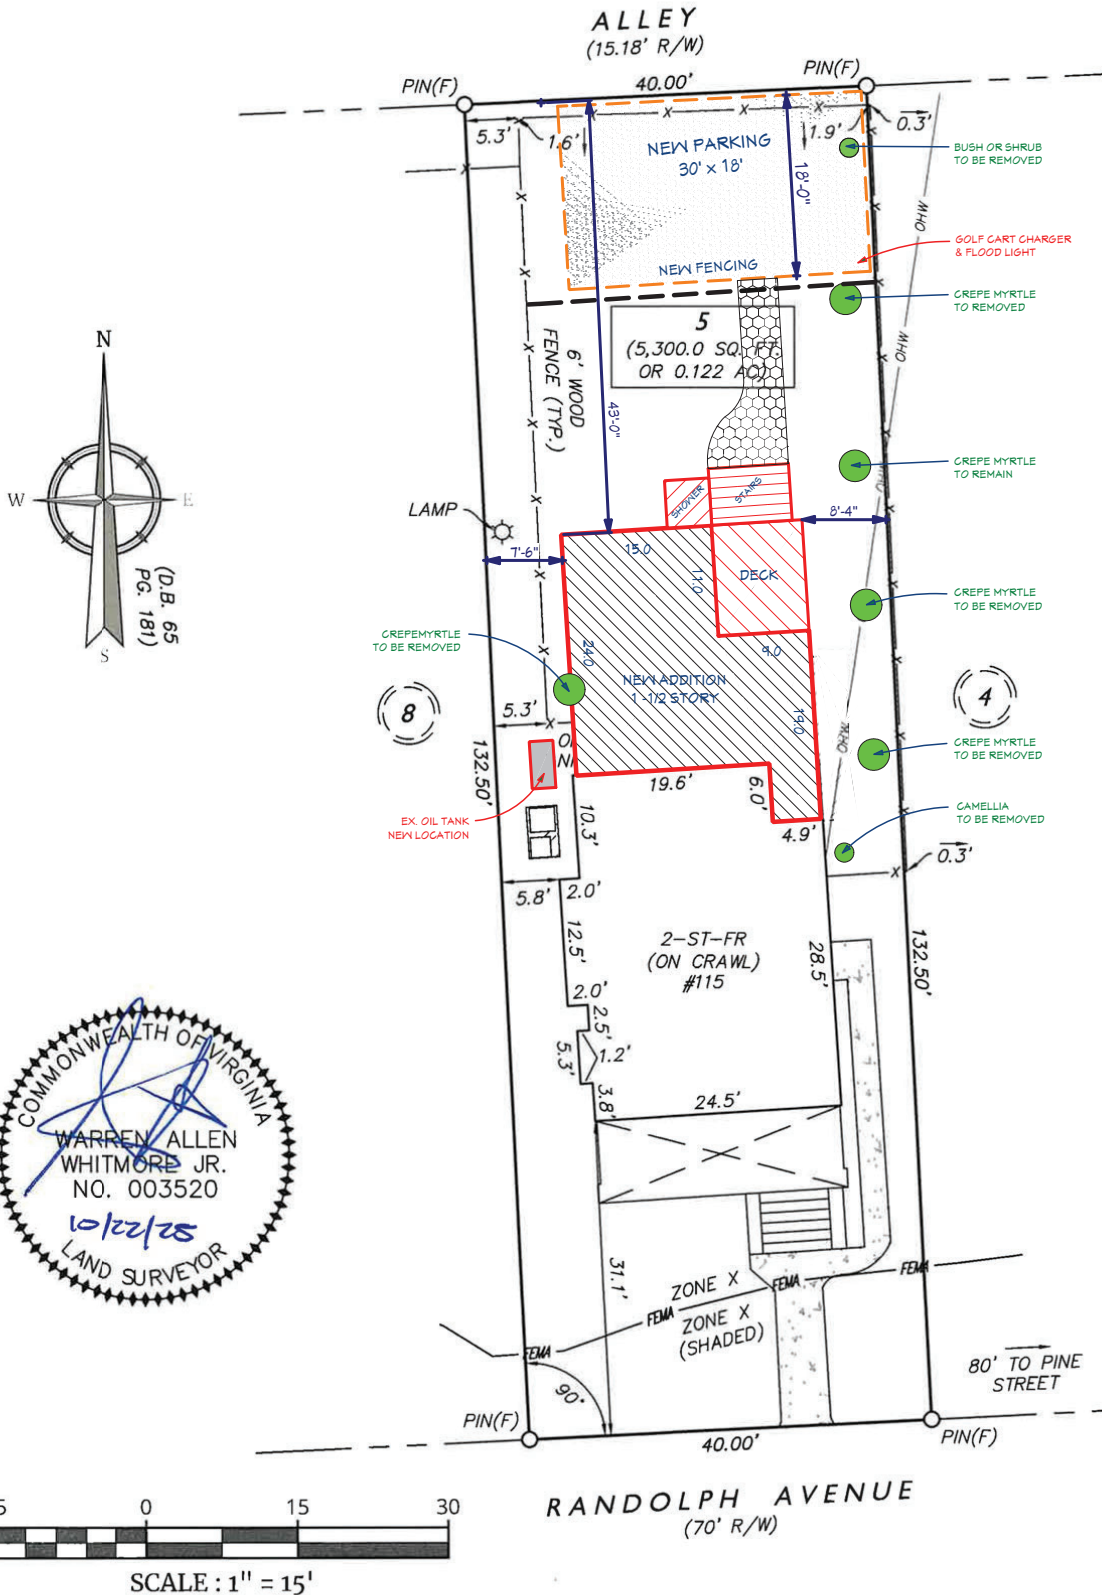 ALLEY
(15.18' R/W)
PIN(F)
40.00'
PIN(F)
5.3'
1.6'
1.9'
0.3'
NEW PARKING
30' x 18'
18'-0"
BUSH OR SHRUB
TO BE REMOVED
OHW
GOLF CART CHARGER
& FLOOD LIGHT
NEW FENCING
CREPE MYRTLE
TO REMOVED
5
(5,300.0 SQ. FT.
OR 0.122 AC)
OHW
6' WOOD
FENCE (TYP.)
43'-0"
N
W
E
S
(D.B. 65
PG. 181)
CREPE MYRTLE
TO REMAIN
SHOWER
STAIRS
LAMP
8'-4"
7'-6"
15.0
11.0
DECK
CREPE MYRTLE
TO BE REMOVED
CREPEMYRTLE
TO BE REMOVED
24.0
9.0
NEW ADDITION
1 -1/2 STORY
19.0
8
4
5.3'
OHW
CREPE MYRTLE
TO BE REMOVED
132.50'
19.6'
6.0'
EX. OIL TANK
NEW LOCATION
10.3'
4.9'
CAMELLIA
TO BE REMOVED
0.3'
5.8'
2.0'
12.5'
2-ST-FR
(ON CRAWL)
#115
28.5'
132.50'
2.0'
2.5'
5.3'
1.2'
3.8'
24.5'
COMMONWEALTH OF VIRGINIA
WARREN ALLEN
WHITMORE JR.
NO. 003520
10/22/25
LAND SURVEYOR
31.1'
ZONE X
FEMA
FEMA
FEMA
FEMA
ZONE X
(SHADED)
90°
80' TO PINE
STREET
PIN(F)
40.00'
PIN(F)
RANDOLPH AVENUE
(70' R/W)
5
0
15
30
SCALE : 1" = 15'